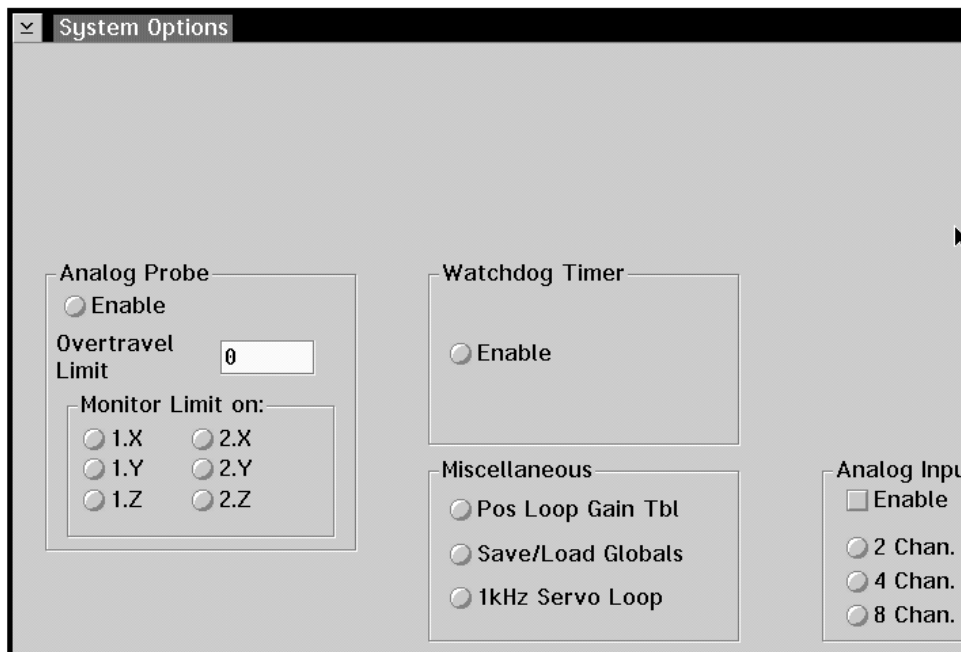 System Options
Analog Probe
Enable
Overtravel
Limit
0
Monitor Limit on:
1.X 2.X
1.Y 2.Y
1.Z 2.Z
Watchdog Timer
Enable
Miscellaneous
Pos Loop Gain Tbl
Save/Load Globals
1kHz Servo Loop
Analog Inpu
Enable
2 Chan.
4 Chan.
8 Chan.